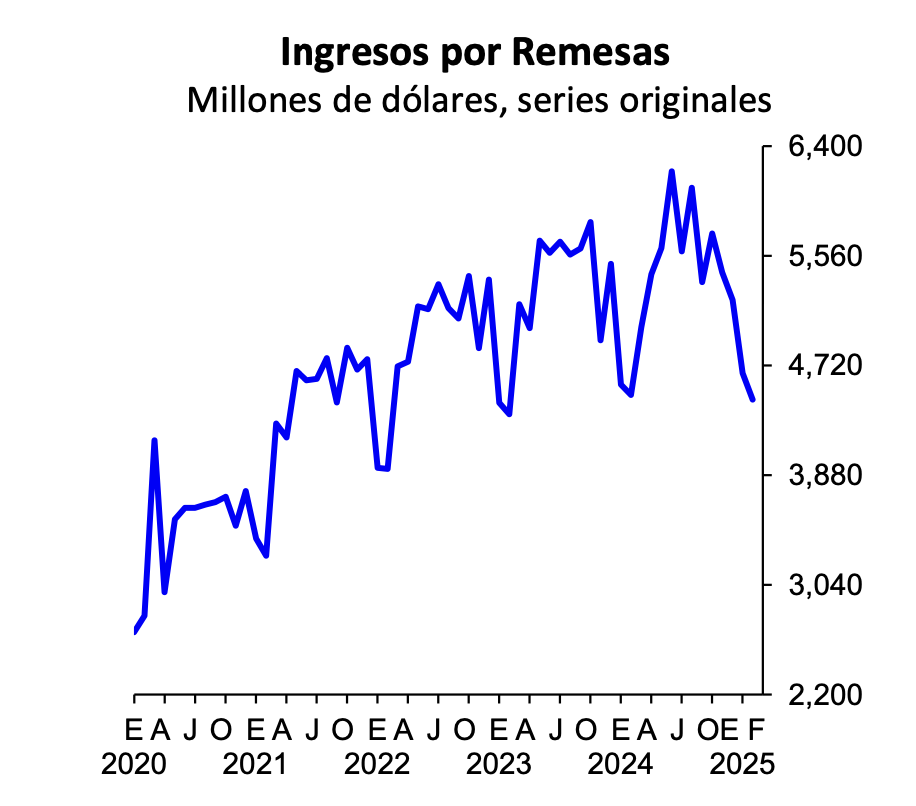 Ingresos por Remesas
Millones de dólares, series originales
6,400
5,560
4,720
3,880
3,040
2,200
E A J O E A J O E A J O E A J O E A J O E F
2020 2021 2022 2023 2024 2025